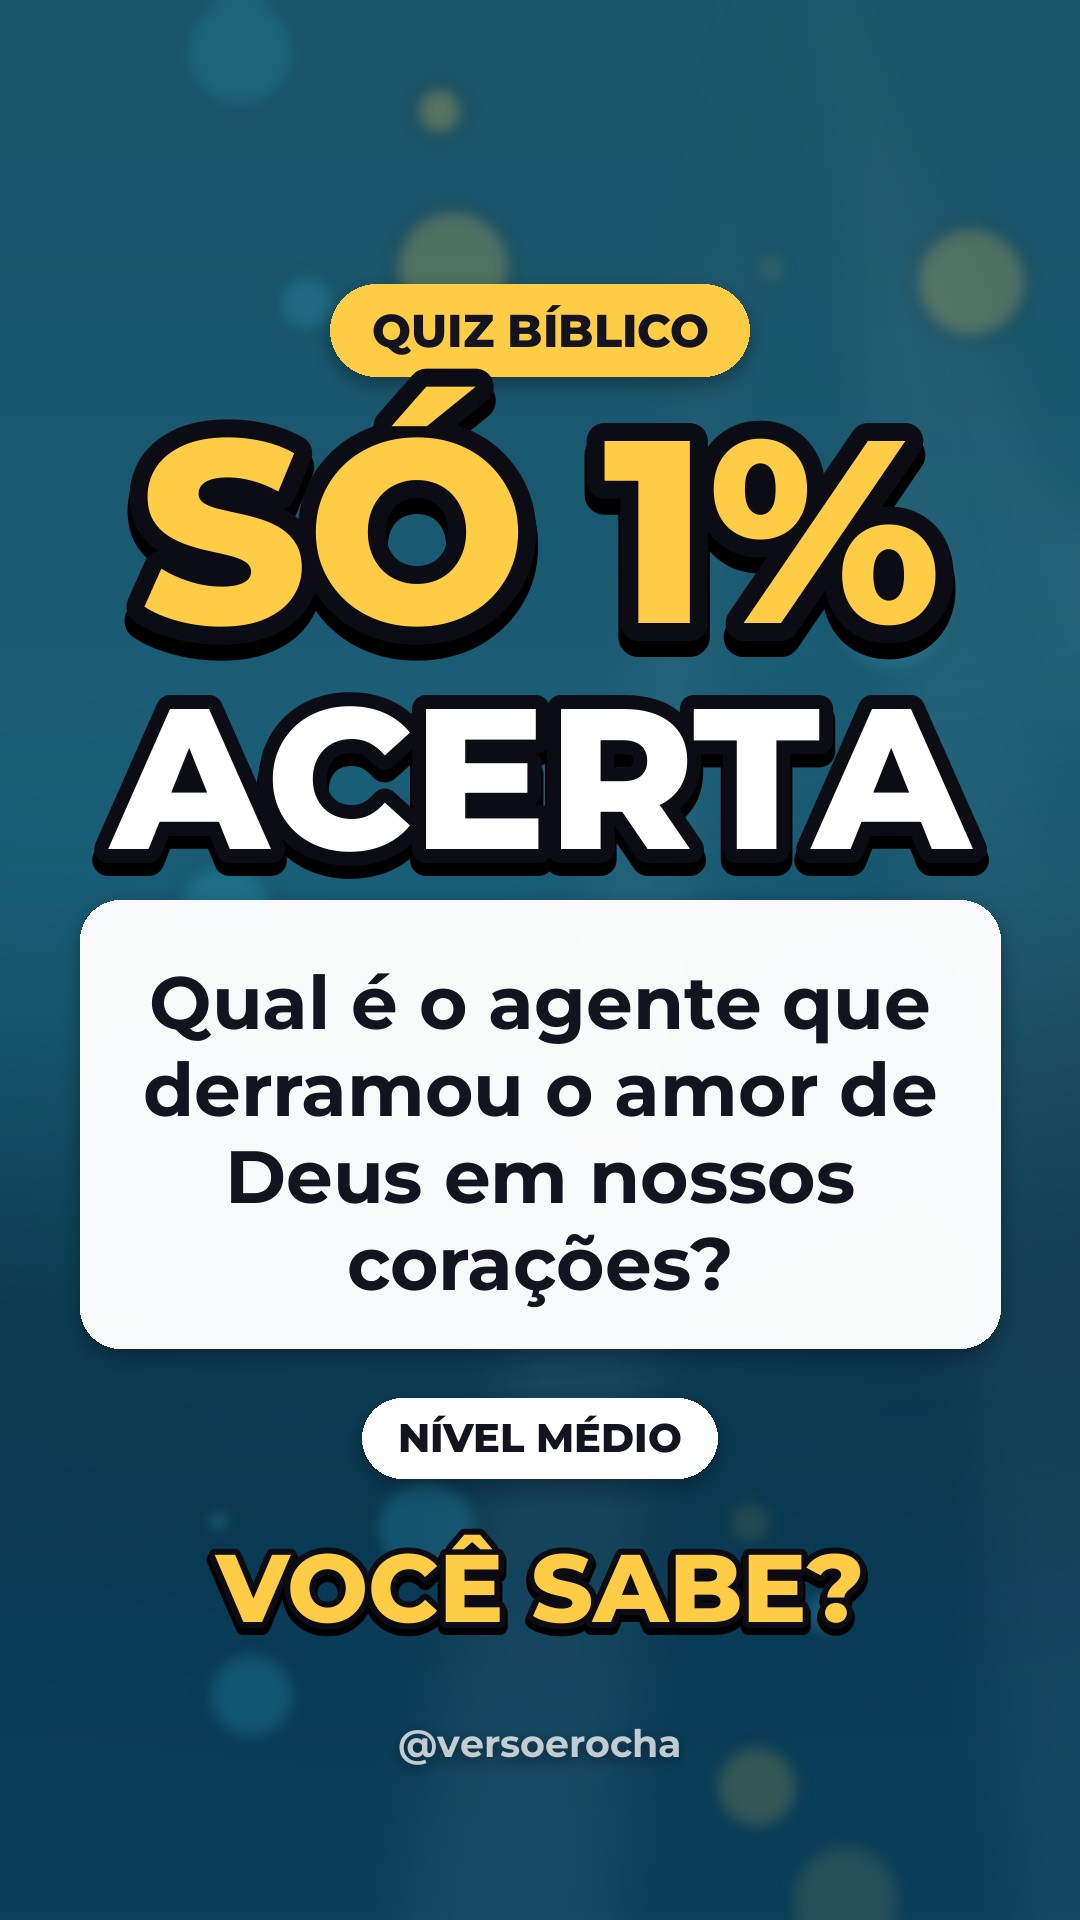 QUIZ BÍBLICO
SÓ 1%
ACERTA
Qual é o agente que
derramou o amor de
Deus em nossos
corações?
NÍVEL MÉDIO
VOCÊ SABE?
@versoerocha